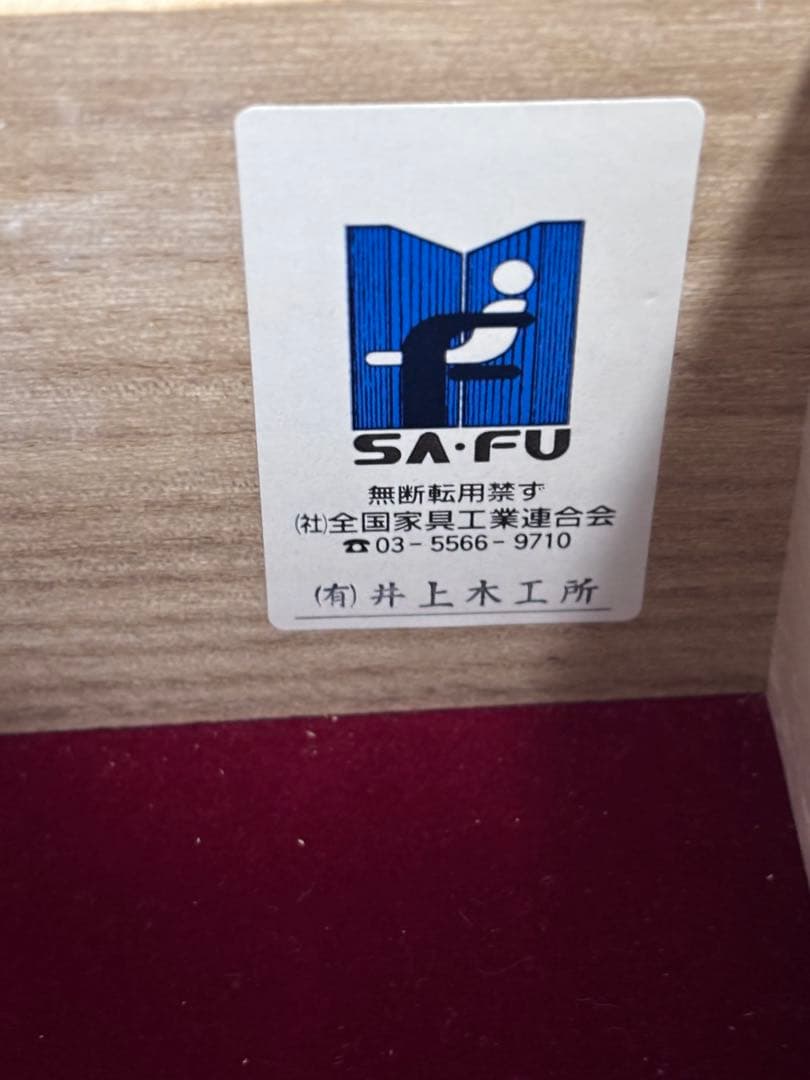 SA·FU
無断転用禁ず
(社)全国家具工業連合会
☎03-5566-9710
(有)井上木工所